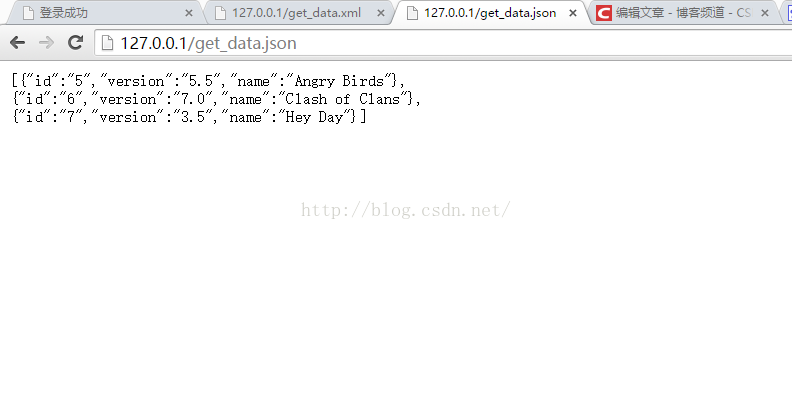 登录成功 127.0.0.1/get_data.xml 127.0.0.1/get_data.json 编辑文章 - 博客频道 - CS
127.0.0.1/get_data.json
[{"id":"5","version":"5.5","name":"Angry Birds"},
{"id":"6","version":"7.0","name":"Clash of Clans"},
{"id":"7","version":"3.5","name":"Hey Day"}]
http://blog.csdn.net/